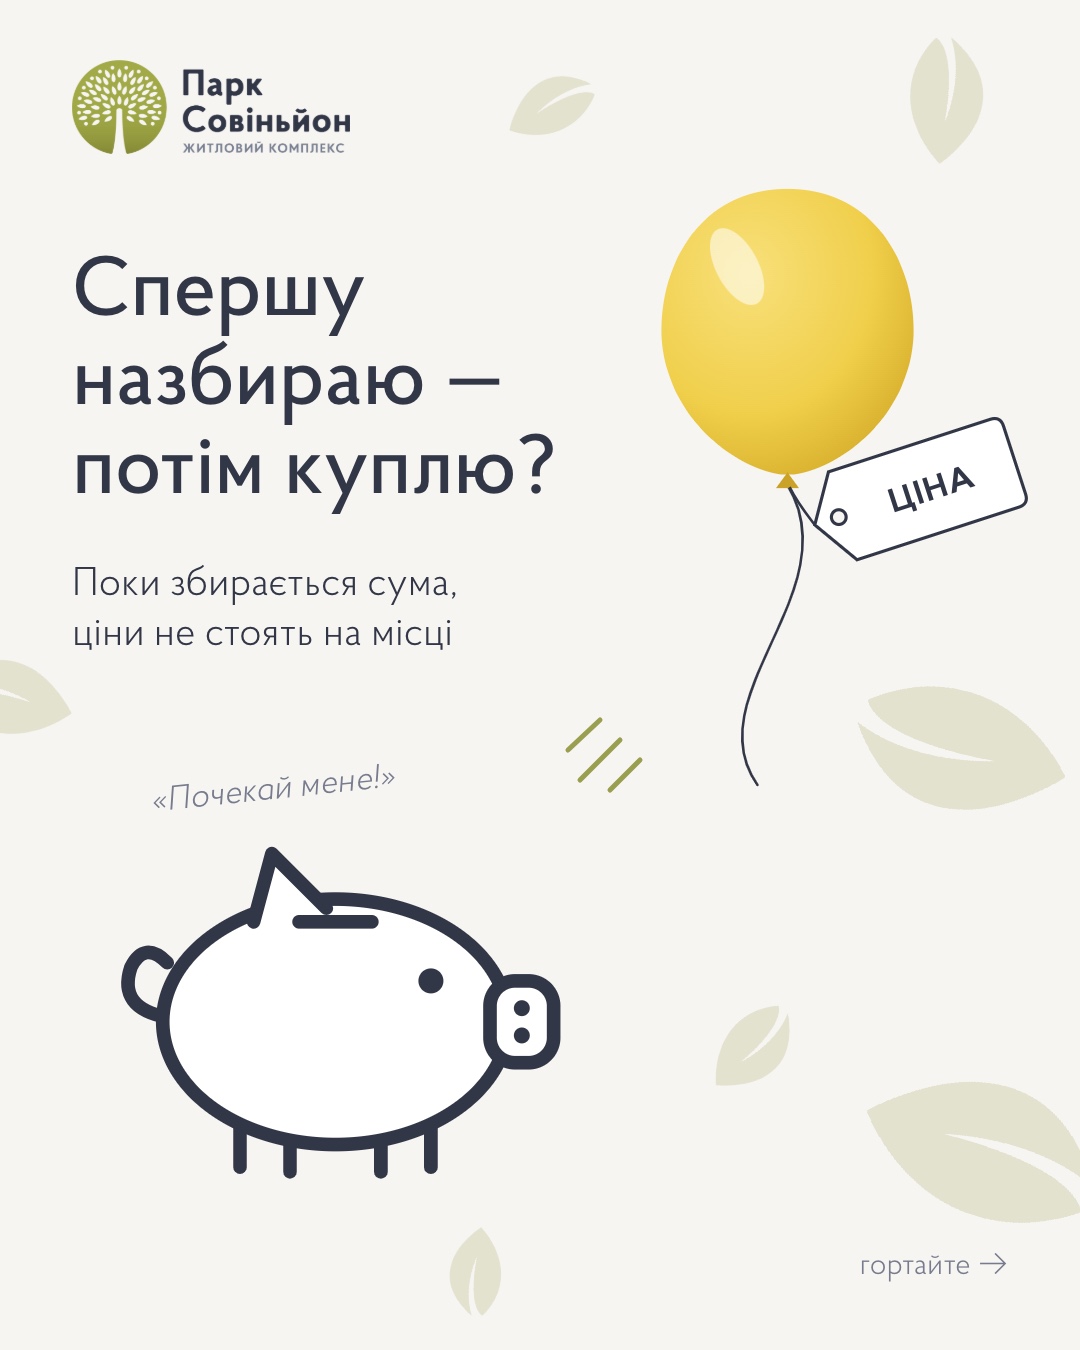 Парк
Совіньйон
ЖИТЛОВИЙ КОМПЛЕКС
Спершу
назбираю —
потім куплю?
ЦІНА
Поки збирається сума,
ціни не стоять на місці
«Почекай мене!»
гортайте →